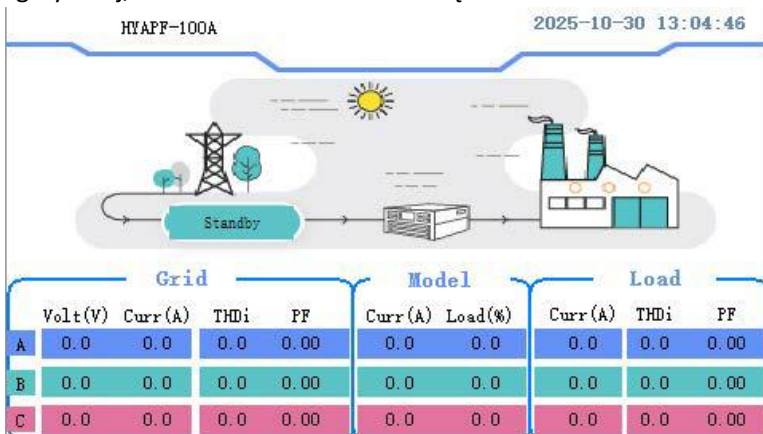 HYAPF-100A 2025-10-30 13:04:46
Standby
Grid Model Load
Volt(V) Curr(A) THDi PF Curr(A) Load(%) Curr(A) THDi PF
A 0.0 0.0 0.0 0.00 0.0 0.0 0.0 0.0 0.00
B 0.0 0.0 0.0 0.00 0.0 0.0 0.0 0.0 0.00
C 0.0 0.0 0.0 0.00 0.0 0.0 0.0 0.0 0.00